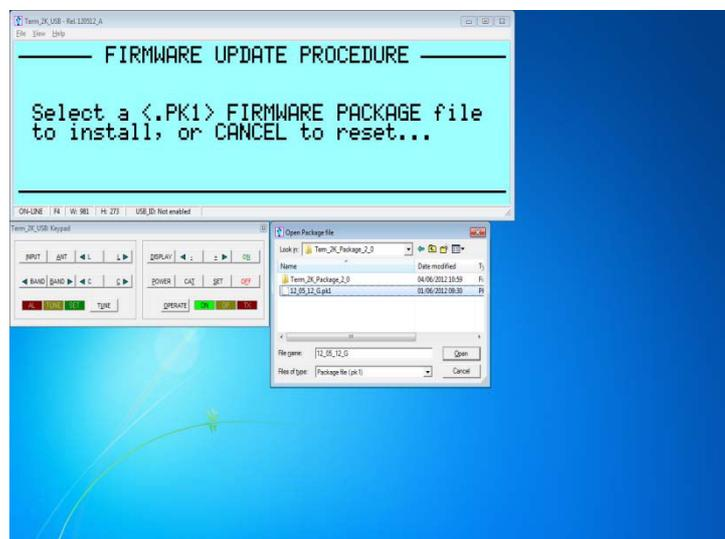 Term_2K_USB - Rel. 120512_A
File View Help
FIRMWARE UPDATE PROCEDURE
Select a <.PK1> FIRMWARE PACKAGE file
to install, or CANCEL to reset...
ON-LINE F4 W: 981 H: 273 USB_ID: Not enabled
Term_2K_USB: Keypad
INPUT ANT ◄ L L ► DISPLAY ◄ - ± ► ON
◄ BAND BAND ► ◄ C C ► POWER CAT SET OFF
AL TUNE SET TUNE OPERATE ON OP TX
Open Package file
Look in: Term_2K_Package_2_0
Name Date modified
Term_2K_Package_2_0 04/06/2012 10:59
12_05_12_G.pk1 01/06/2012 09:30
File name: 12_05_12_G Open
Files of type: Package file (pk1) Cancel